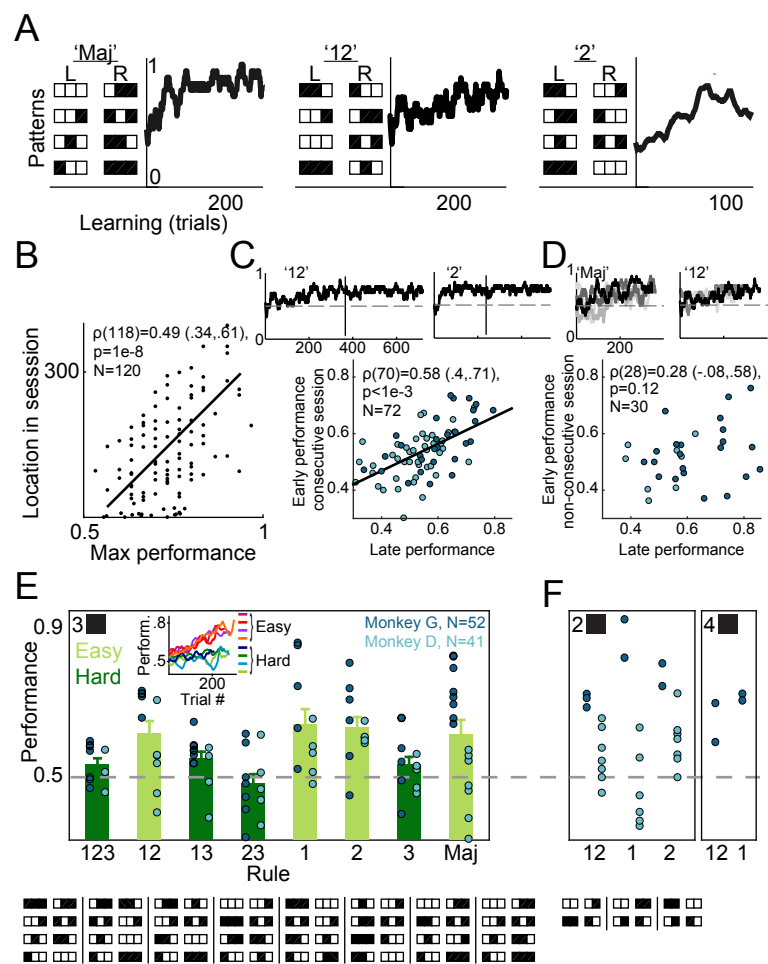 A
'Maj'
L R
Patterns
1
0
200
Learning (trials)
'12'
L R
200
'2'
L R
100
B
Location in sesssion
300
ρ(118)=0.49 (.34,.61),
p=1e-8
N=120
0.5
1
Max performance
C
1
0
'12'
'2'
200 400 600
ρ(70)=0.58 (.4,.71),
p<1e-3
N=72
Early performance
consecutive session
0.8
0.6
0.4
0.4 0.6 0.8
Late performance
D
1
0
'Maj'
'12'
200
ρ(28)=0.28 (-.08,.58),
p=0.12
N=30
Early performance
non-consecutive session
0.8
0.6
0.4
0.4 0.6 0.8
Late performance
E
0.9
0.5
Performance
3
Easy
Hard
Perform.
.8
.5
200
Trial #
Easy
Hard
Monkey G, N=52
Monkey D, N=41
123 12 13 23 1 2 3 Maj
Rule
F
2
4
12 1 2
12 1